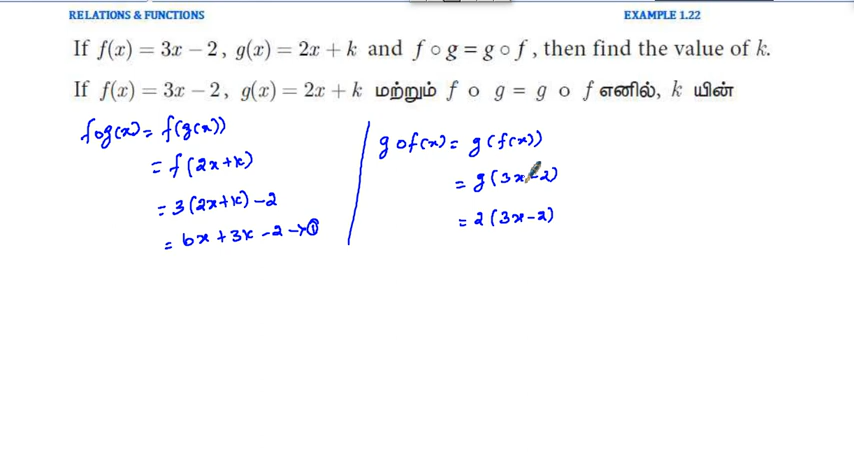 RELATIONS & FUNCTIONS EXAMPLE 1.22
If f(x) = 3x − 2, g(x) = 2x + k and f ∘ g = g ∘ f, then find the value of k.
If f(x) = 3x − 2, g(x) = 2x + k மற்றும் f o g = g o f எனில், k யின்
fog(x) = f(g(x))
= f(2x+k)
= 3(2x+k) - 2
= 6x + 3k - 2 → ①
gof(x) = g(f(x))
= g(3x-2)
= 2(3x-2)